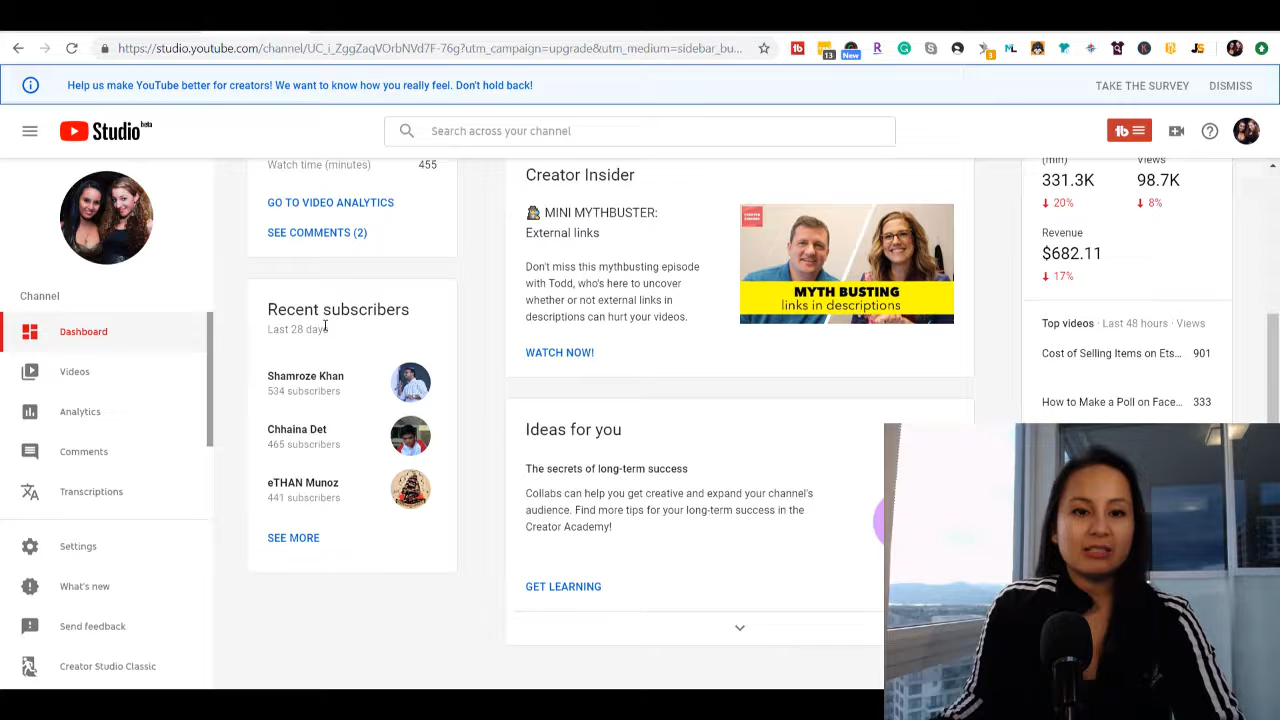 https://studio.youtube.com/channel/UC_i_ZggZaqVOrbNVd7F-76g?utm_campaign=upgrade&utm_medium=sidebar_bu...
13
New
3
Help us make YouTube better for creators! We want to know how you really feel. Don't hold back!
TAKE THE SURVEY
DISMISS
Studio beta
Search across your channel
Channel
Dashboard
Videos
Analytics
Comments
Transcriptions
Settings
What's new
Send feedback
Creator Studio Classic
Watch time (minutes) 455
GO TO VIDEO ANALYTICS
SEE COMMENTS (2)
Recent subscribers
Last 28 days
Shamroze Khan
534 subscribers
Chhaina Det
465 subscribers
eTHAN Munoz
441 subscribers
SEE MORE
Creator Insider
MINI MYTHBUSTER:
External links
Don't miss this mythbusting episode
with Todd, who's here to uncover
whether or not external links in
descriptions can hurt your videos.
WATCH NOW!
MYTH BUSTING
links in descriptions
Ideas for you
The secrets of long-term success
Collabs can help you get creative and expand your channel's
audience. Find more tips for your long-term success in the
Creator Academy!
GET LEARNING
(min) Views
331.3K 98.7K
20% 8%
Revenue
$682.11
17%
Top videos · Last 48 hours · Views
Cost of Selling Items on Ets... 901
How to Make a Poll on Face... 333